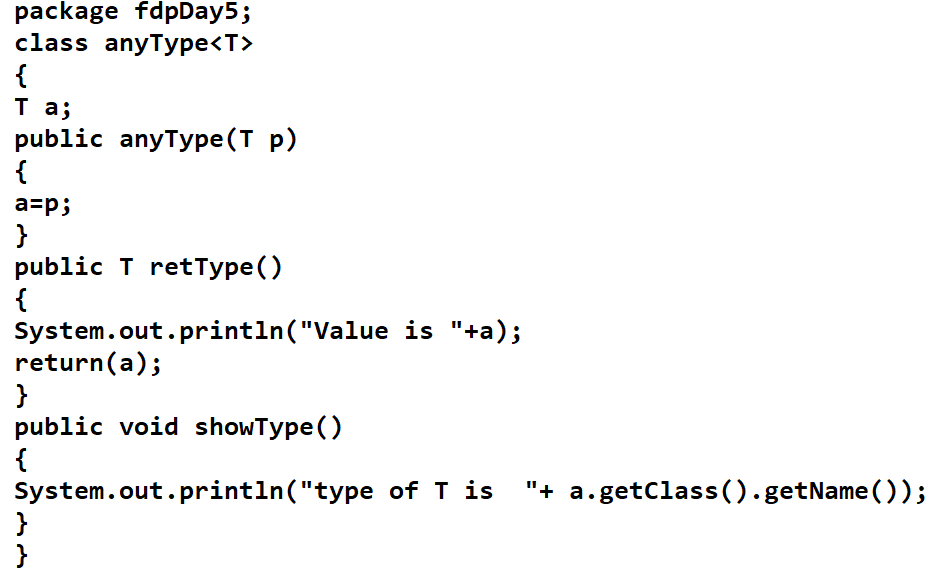 package fdpDay5;
class anyType<T>
{
T a;
public anyType(T p)
{
a=p;
}
public T retType()
{
System.out.println("Value is "+a);
return(a);
}
public void showType()
{
System.out.println("type of T is  "+ a.getClass().getName());
}
}